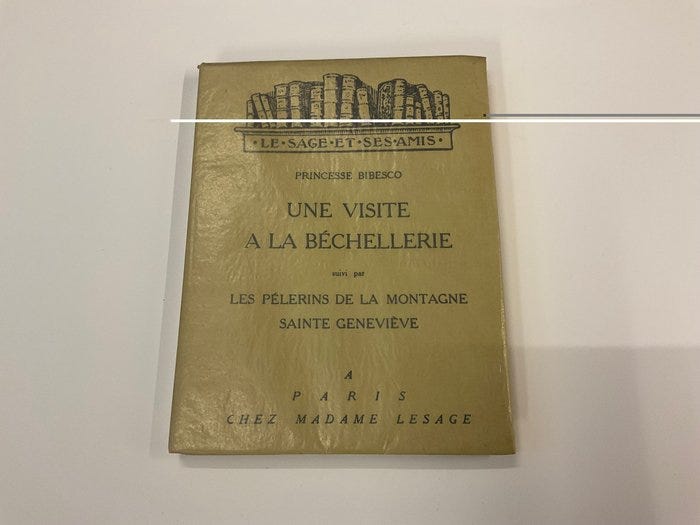 ·LE·SAGE·ET·SES·AMIS·
PRINCESSE BIBESCO
UNE VISITE
A LA BÉCHELLERIE
suivi par
LES PÉLERINS DE LA MONTAGNE
SAINTE GENEVIÈVE
A
PARIS
CHEZ MADAME LESAGE